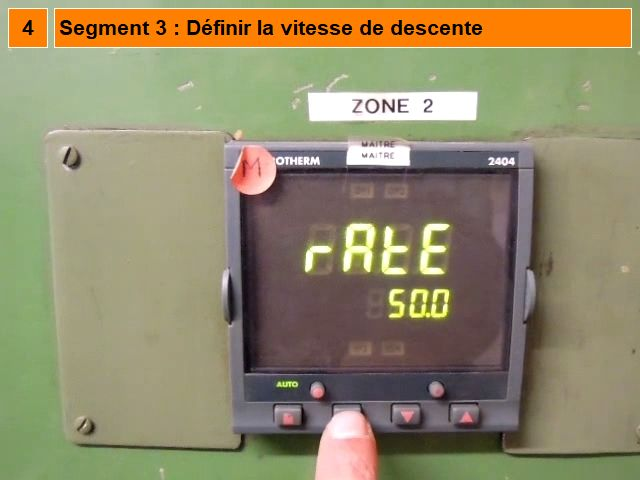 4 Segment 3 : Définir la vitesse de descente
ZONE 2
MAITRE
MAITRE
OTHERM 2404
M
rAtE
50.0
AUTO